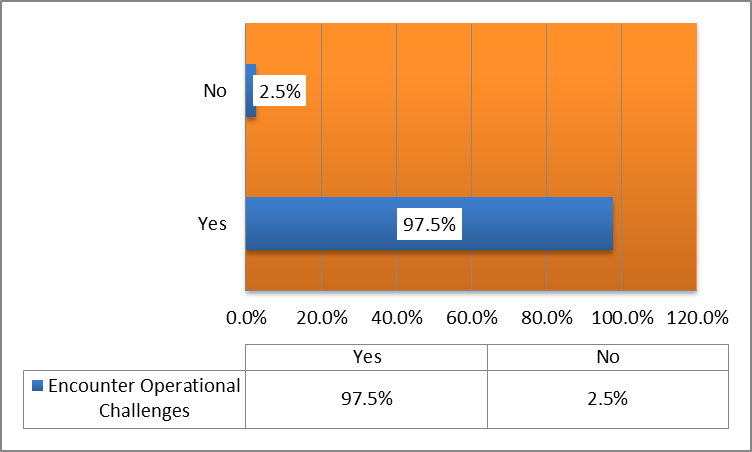 No
2.5%
Yes
97.5%
0.0% 20.0% 40.0% 60.0% 80.0% 100.0% 120.0%
Yes No
Encounter Operational
Challenges
97.5% 2.5%